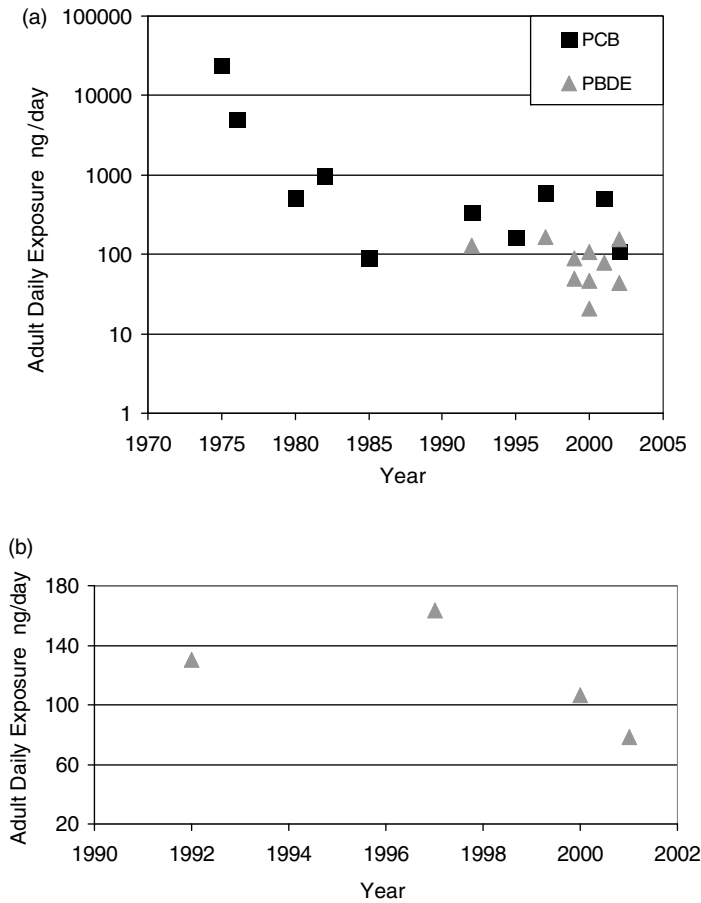 (a)
Adult Daily Exposure ng/day
100000
10000
1000
100
10
1
PCB
PBDE
1970 1975 1980 1985 1990 1995 2000 2005
Year
(b)
Adult Daily Exposure ng/day
180
140
100
60
20
1990 1992 1994 1996 1998 2000 2002
Year